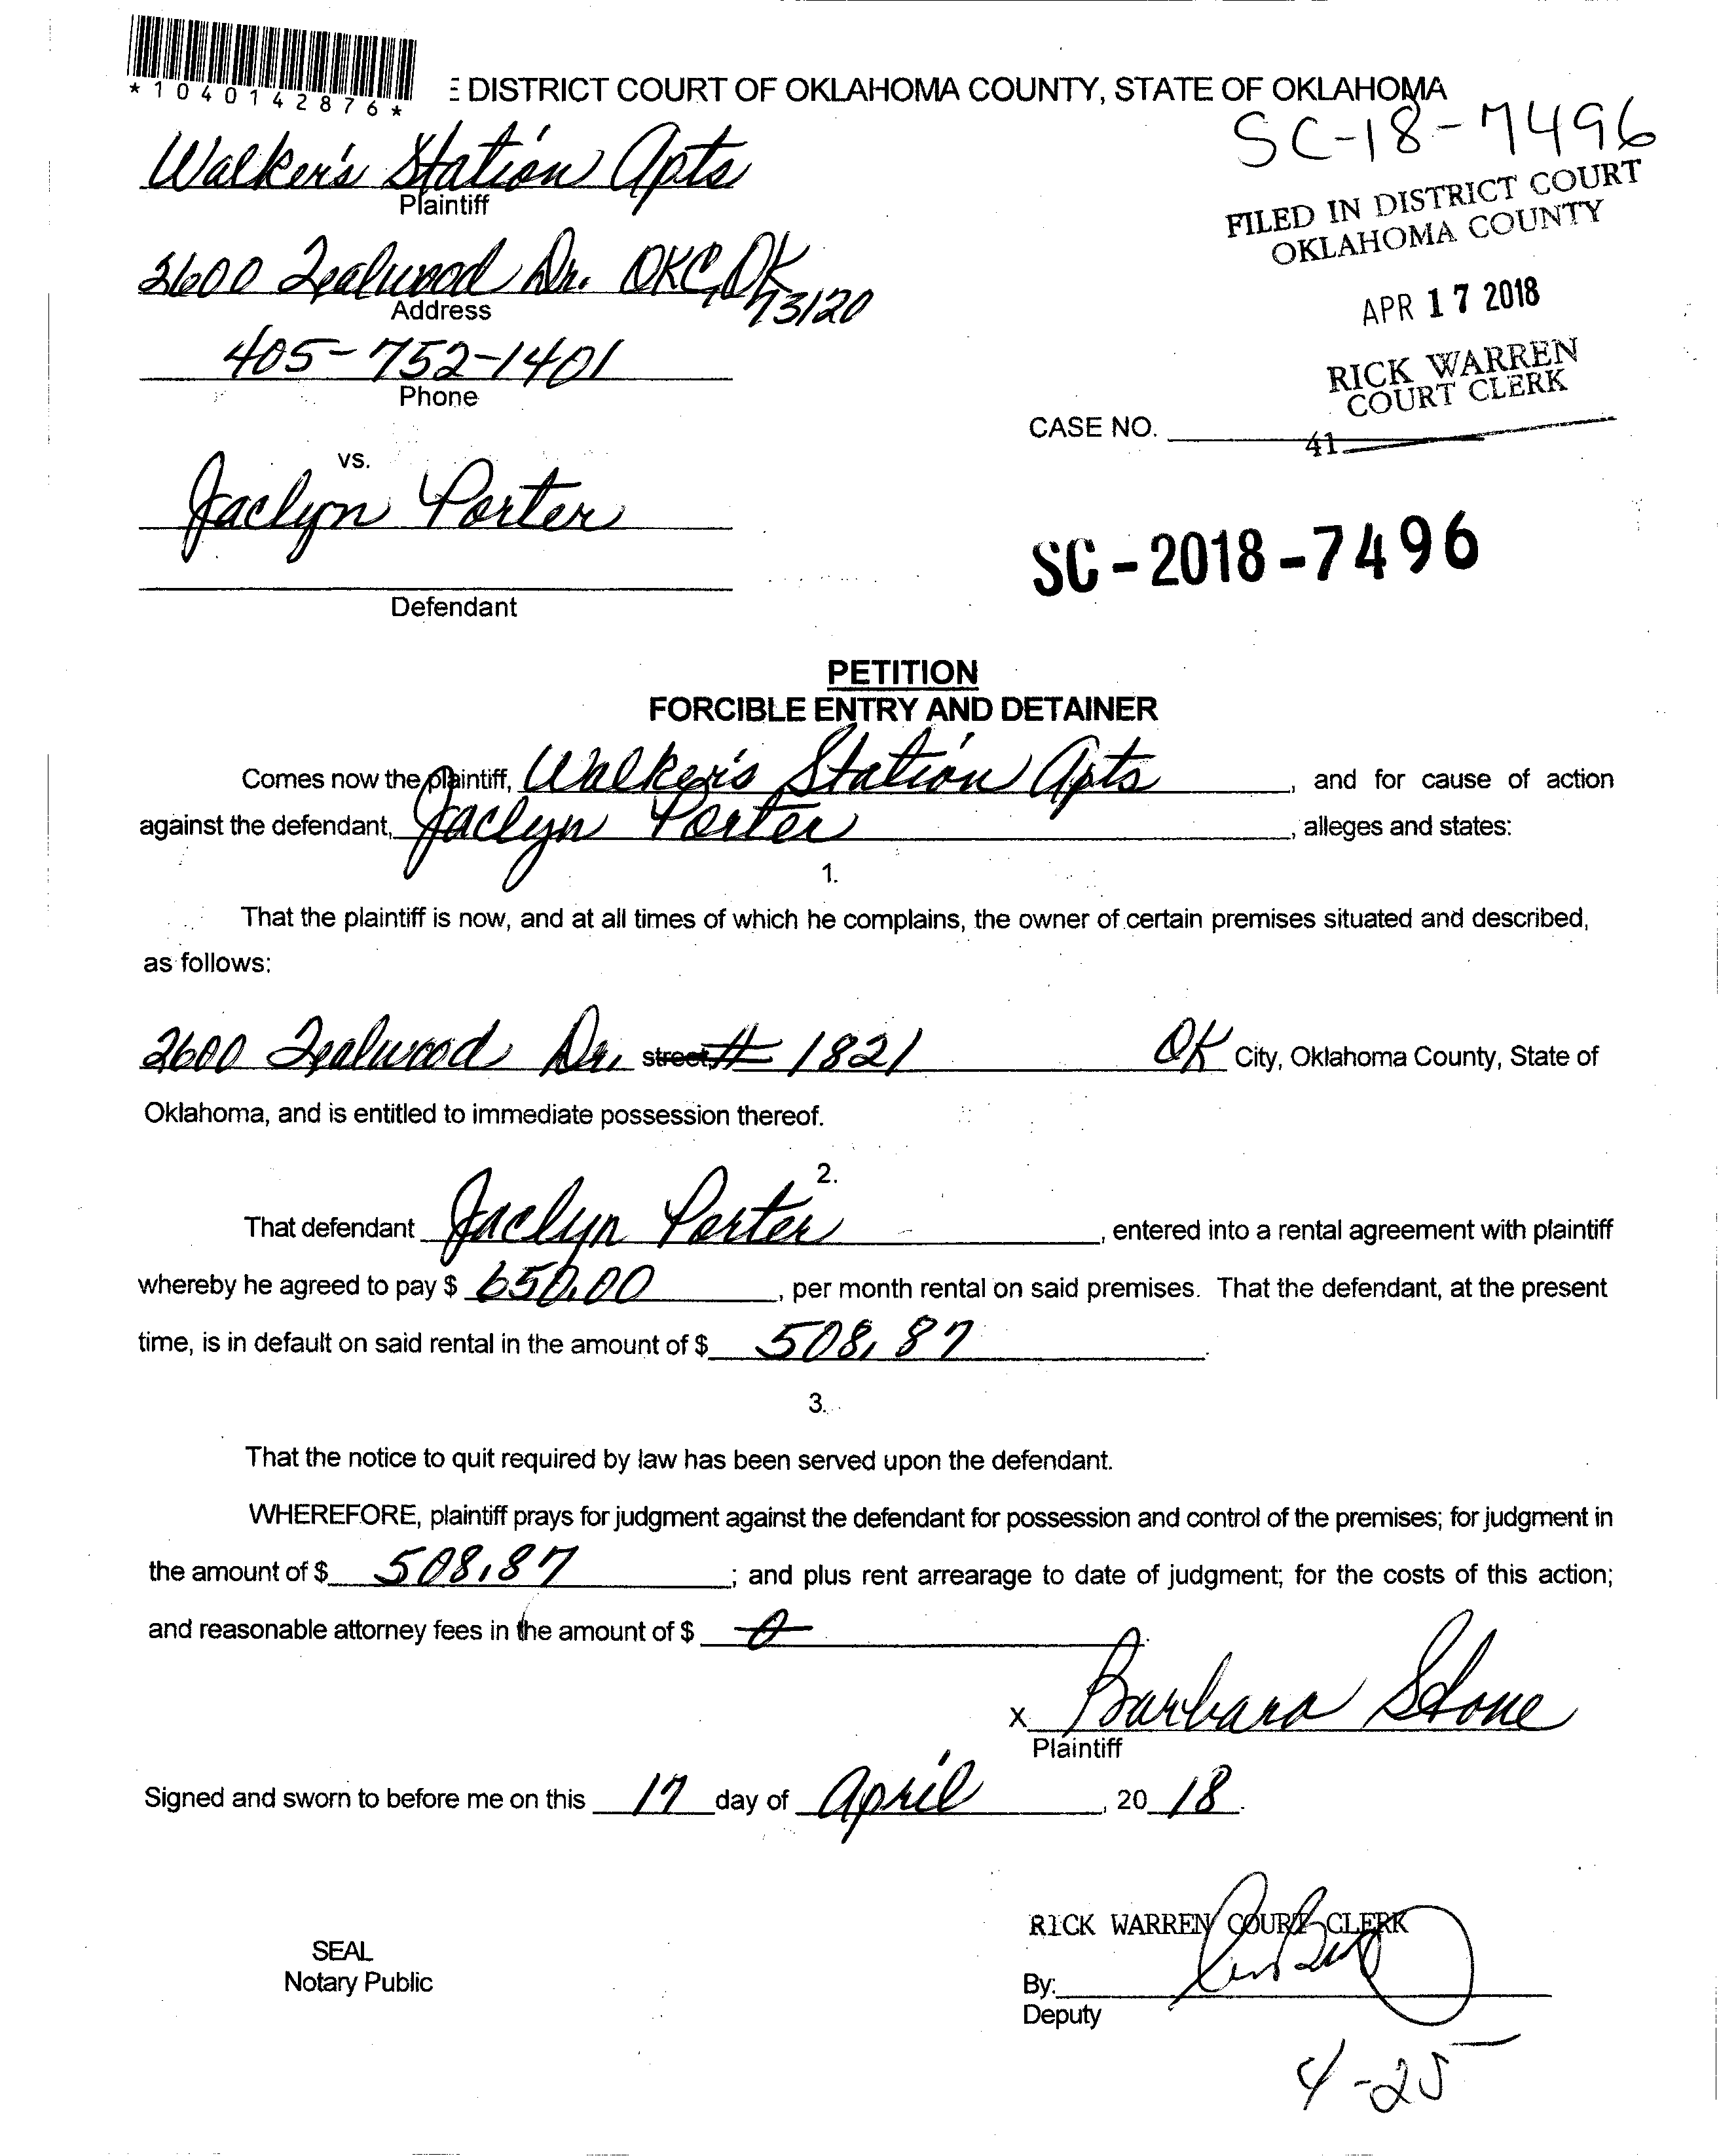 *1040142876*
DISTRICT COURT OF OKLAHOMA COUNTY, STATE OF OKLAHOMA
SC-18-7496
Walker's Station Apts
Plaintiff
FILED IN DISTRICT COURT
OKLAHOMA COUNTY
2600 Tealwood Dr. OKC, OK 73120
Address
APR 17 2018
405-752-1401
Phone
RICK WARREN
COURT CLERK
CASE NO.
41
vs.
Jaclyn Porter
Defendant
SC-2018-7496
PETITION
FORCIBLE ENTRY AND DETAINER
Comes now the plaintiff, Walker's Station Apts, and for cause of action
against the defendant, Jaclyn Porter, alleges and states:
1.
That the plaintiff is now, and at all times of which he complains, the owner of certain premises situated and described,
as follows:
2600 Tealwood Dr. street # 1821 OK City, Oklahoma County, State of
Oklahoma, and is entitled to immediate possession thereof.
2.
That defendant Jaclyn Porter, entered into a rental agreement with plaintiff
whereby he agreed to pay $ 650.00, per month rental on said premises. That the defendant, at the present
time, is in default on said rental in the amount of $ 508.87.
3.
That the notice to quit required by law has been served upon the defendant.
WHEREFORE, plaintiff prays for judgment against the defendant for possession and control of the premises; for judgment in
the amount of $ 508.87; and plus rent arrearage to date of judgment; for the costs of this action;
and reasonable attorney fees in the amount of $ 0
x Barbara Stone
Plaintiff
Signed and sworn to before me on this 17 day of April, 20 18.
RICK WARREN COURT CLERK
SEAL
Notary Public
By:
Deputy
4-25